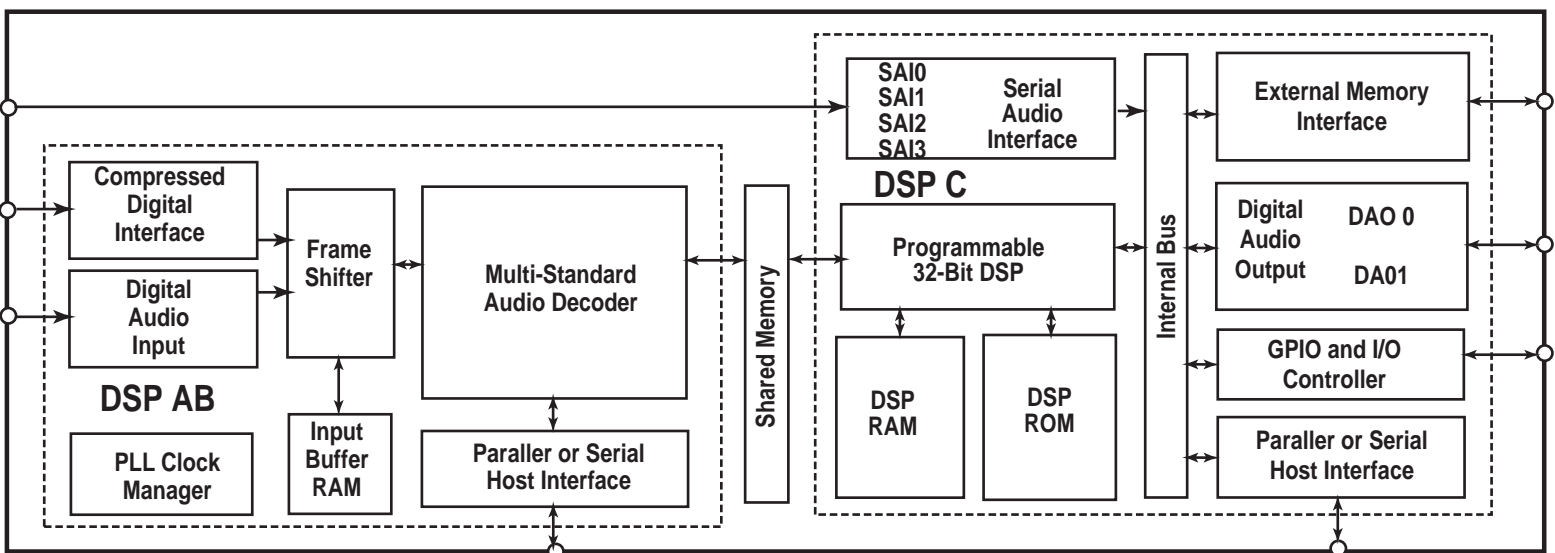 Compressed
Digital
Interface
Digital
Audio
Input
DSP AB
PLL Clock
Manager
Frame
Shifter
Input
Buffer
RAM
Multi-Standard
Audio Decoder
Paraller or Serial
Host Interface
Shared Memory
SAI0
SAI1
SAI2
SAI3
Serial
Audio
Interface
DSP C
Programmable
32-Bit DSP
DSP
RAM
DSP
ROM
Internal Bus
External Memory
Interface
Digital
Audio
Output
DAO 0
DA01
GPIO and I/O
Controller
Paraller or Serial
Host Interface